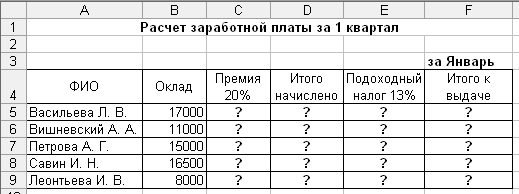 A B C D E F
1 Расчет заработной платы за 1 квартал
2
3 за Январь
4 ФИО Оклад Премия 20% Итого начислено Подоходный налог 13% Итого к выдаче
5 Васильева Л. В. 17000 ? ? ? ?
6 Вишневский А. А. 11000 ? ? ? ?
7 Петрова А. Г. 15000 ? ? ? ?
8 Савин И. Н. 16500 ? ? ? ?
9 Леонтьева И. В. 8000 ? ? ? ?